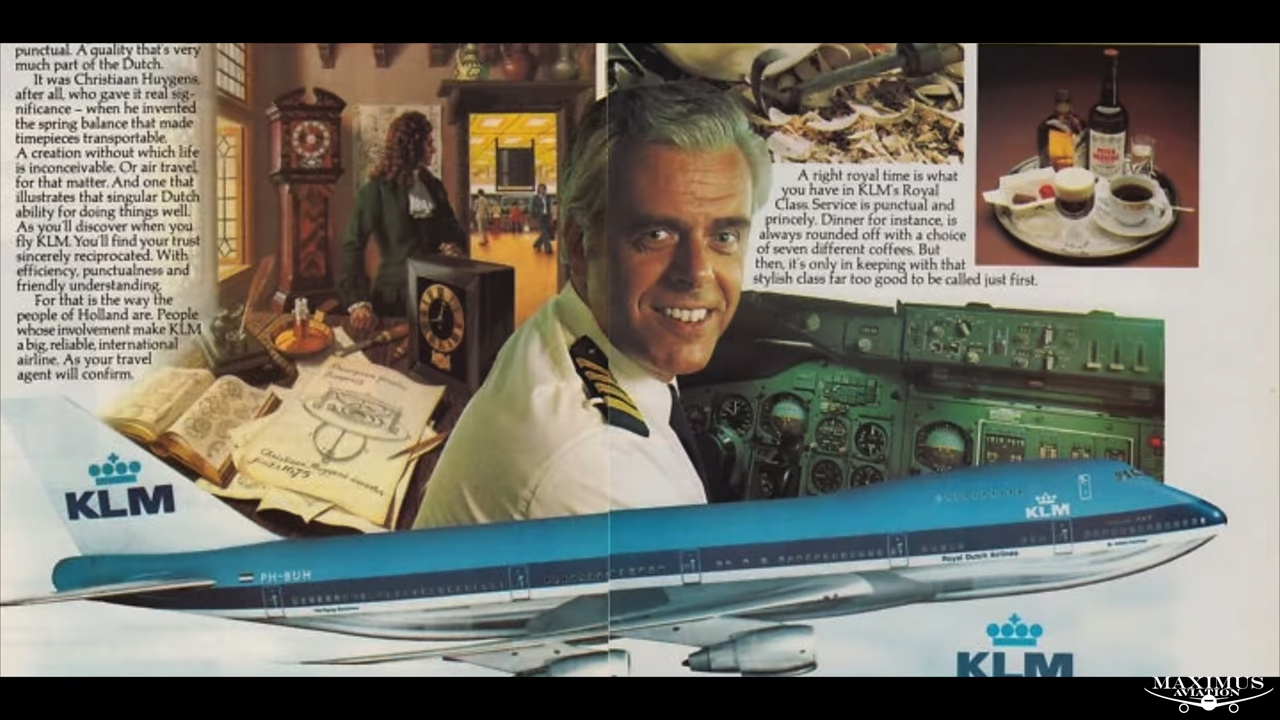 punctual. A quality that's very
much part of the Dutch.
It was Christiaan Huygens,
after all, who gave it real sig-
nificance – when he invented
the spring balance that made
timepieces transportable.
A creation without which life
is inconceivable. Or air travel,
for that matter. And one that
illustrates that singular Dutch
ability for doing things well.
As you'll discover when you
fly KLM. You'll find your trust
sincerely reciprocated. With
efficiency, punctualness and
friendly understanding.
For that is the way the
people of Holland are. People
whose involvement make KLM
a big, reliable, international
airline. As your travel
agent will confirm.
A right royal time is what
you have in KLM's Royal
Class. Service is punctual and
princely. Dinner for instance, is
always rounded off with a choice
of seven different coffees. But
then, it's only in keeping with that
stylish class far too good to be called just first.
KLM
PH-BUH
KLM
Royal Dutch Airlines
KLM
MAXIMUS
AVIATION